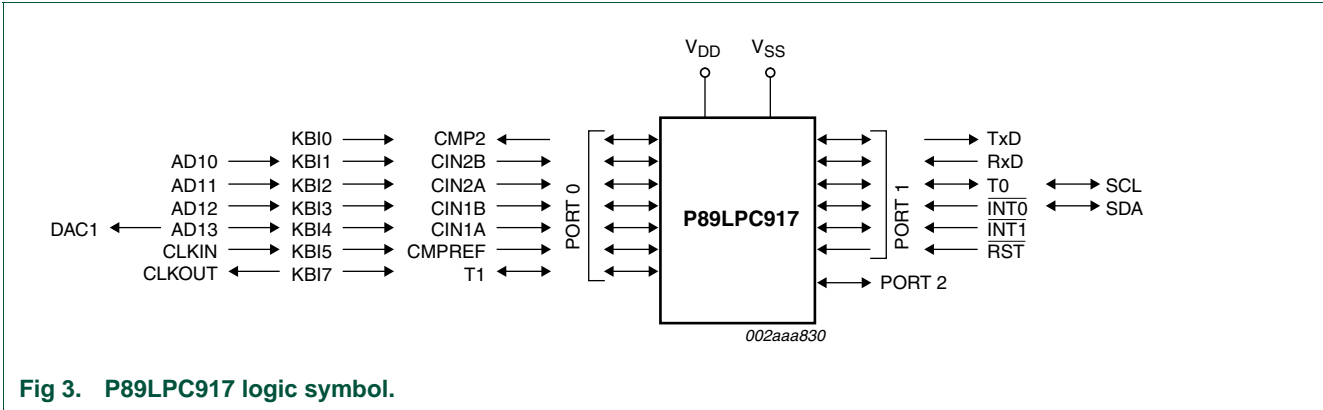 VDD VSS
KBI0 CMP2 TxD
AD10 KBI1 CIN2B RxD
AD11 KBI2 CIN2A T0 SCL
AD12 KBI3 CIN1B INT0 SDA
DAC1 AD13 KBI4 CIN1A INT1
CLKIN KBI5 CMPREF RST
CLKOUT KBI7 T1
PORT 0
P89LPC917
PORT 1
PORT 2
002aaa830
Fig 3. P89LPC917 logic symbol.